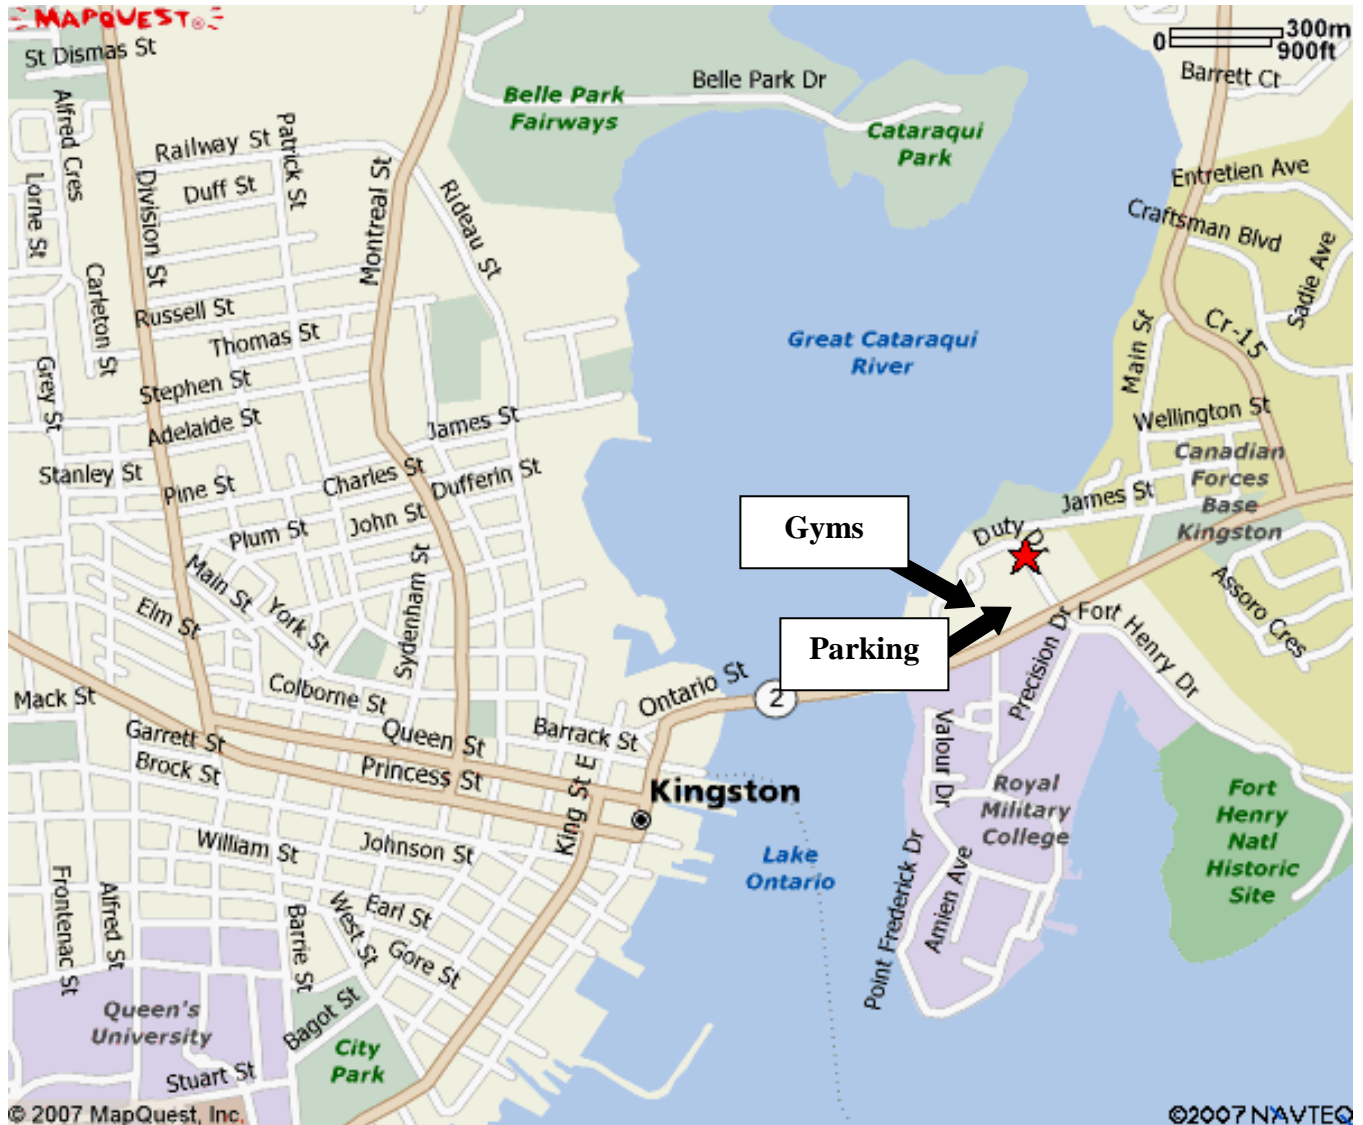 MAPQUEST®
0
300m
900ft
St Dismas St
Belle Park Dr
Barrett Ct
Belle Park
Fairways
Cataraqui
Park
Alfred Cres
Patrick St
Railway St
Duff St
Lorne St
Division St
Montreal St
Rideau St
Entretien Ave
Craftsman Blvd
Sadie Ave
Carleton St
Russell St
Thomas St
Great Cataraqui
River
Main St
Cr-15
Grey St
Stephen St
Adelaide St
James St
Wellington St
Stanley St
Pine St
Charles St
Dufferin St
Canadian
Forces
Base
Kingston
James St
Gyms
Plum St
John St
Duty Dr
Main St
York St
Elm St
Sydenham St
Assoro Cres
Parking
Precision Dr
Fort Henry Dr
Mack St
Colborne St
Ontario St
2
Garrett St
Queen St
Barrack St
Brock St
Princess St
King St E
Kingston
Valour Dr
Royal
Military
College
Fort
Henry
Natl
Historic
Site
William St
Johnson St
Lake
Ontario
Frontenac St
Alfred St
Barrie St
West St
Earl St
Gore St
Point Frederick Dr
Amien Ave
Queen's
University
Bagot St
City
Park
Stuart St
© 2007 MapQuest, Inc.
©2007 NAVTEQ